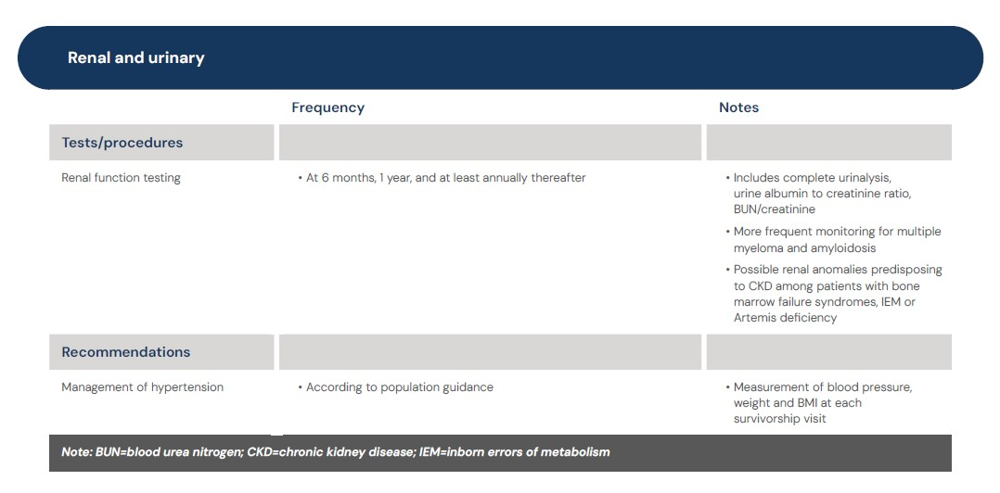 Renal and urinary
Frequency
Notes
Tests/procedures
Renal function testing
• At 6 months, 1 year, and at least annually thereafter
• Includes complete urinalysis,
urine albumin to creatinine ratio,
BUN/creatinine
• More frequent monitoring for multiple
myeloma and amyloidosis
• Possible renal anomalies predisposing
to CKD among patients with bone
marrow failure syndromes, IEM or
Artemis deficiency
Recommendations
Management of hypertension
• According to population guidance
• Measurement of blood pressure,
weight and BMI at each
survivorship visit
Note: BUN=blood urea nitrogen; CKD=chronic kidney disease; IEM=inborn errors of metabolism